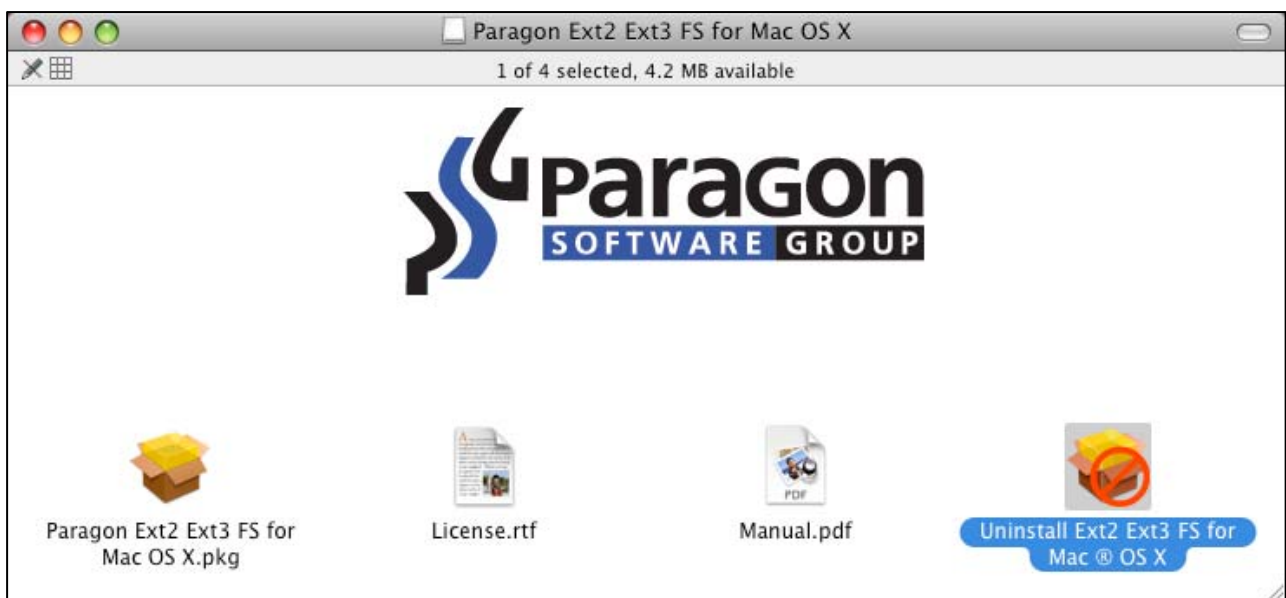 Paragon Ext2 Ext3 FS for Mac OS X
1 of 4 selected, 4.2 MB available
paragon
SOFTWARE GROUP
PDF
Paragon Ext2 Ext3 FS for
Mac OS X.pkg
License.rtf
Manual.pdf
Uninstall Ext2 Ext3 FS for
Mac ® OS X